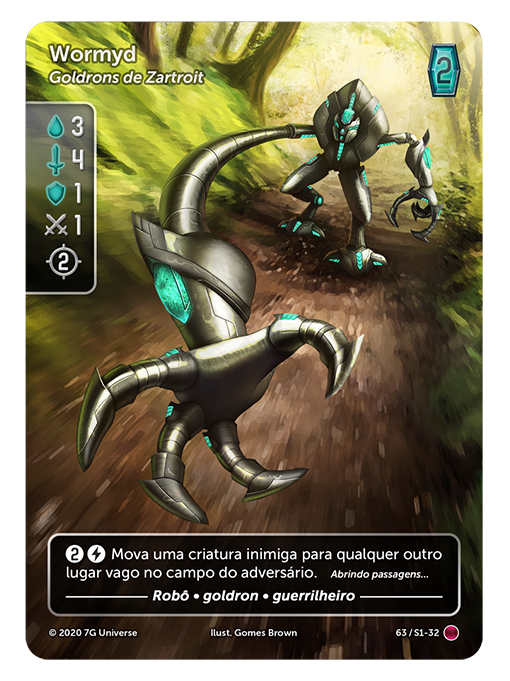 Wormyd
Goldrons de Zartroit
2
3
4
1
1
2
2 Mova uma criatura inimiga para qualquer outro
lugar vago no campo do adversário. Abrindo passagens...
Robô • goldron • guerrilheiro
© 2020 7G Universe Ilust. Gomes Brown 63 / S1-32